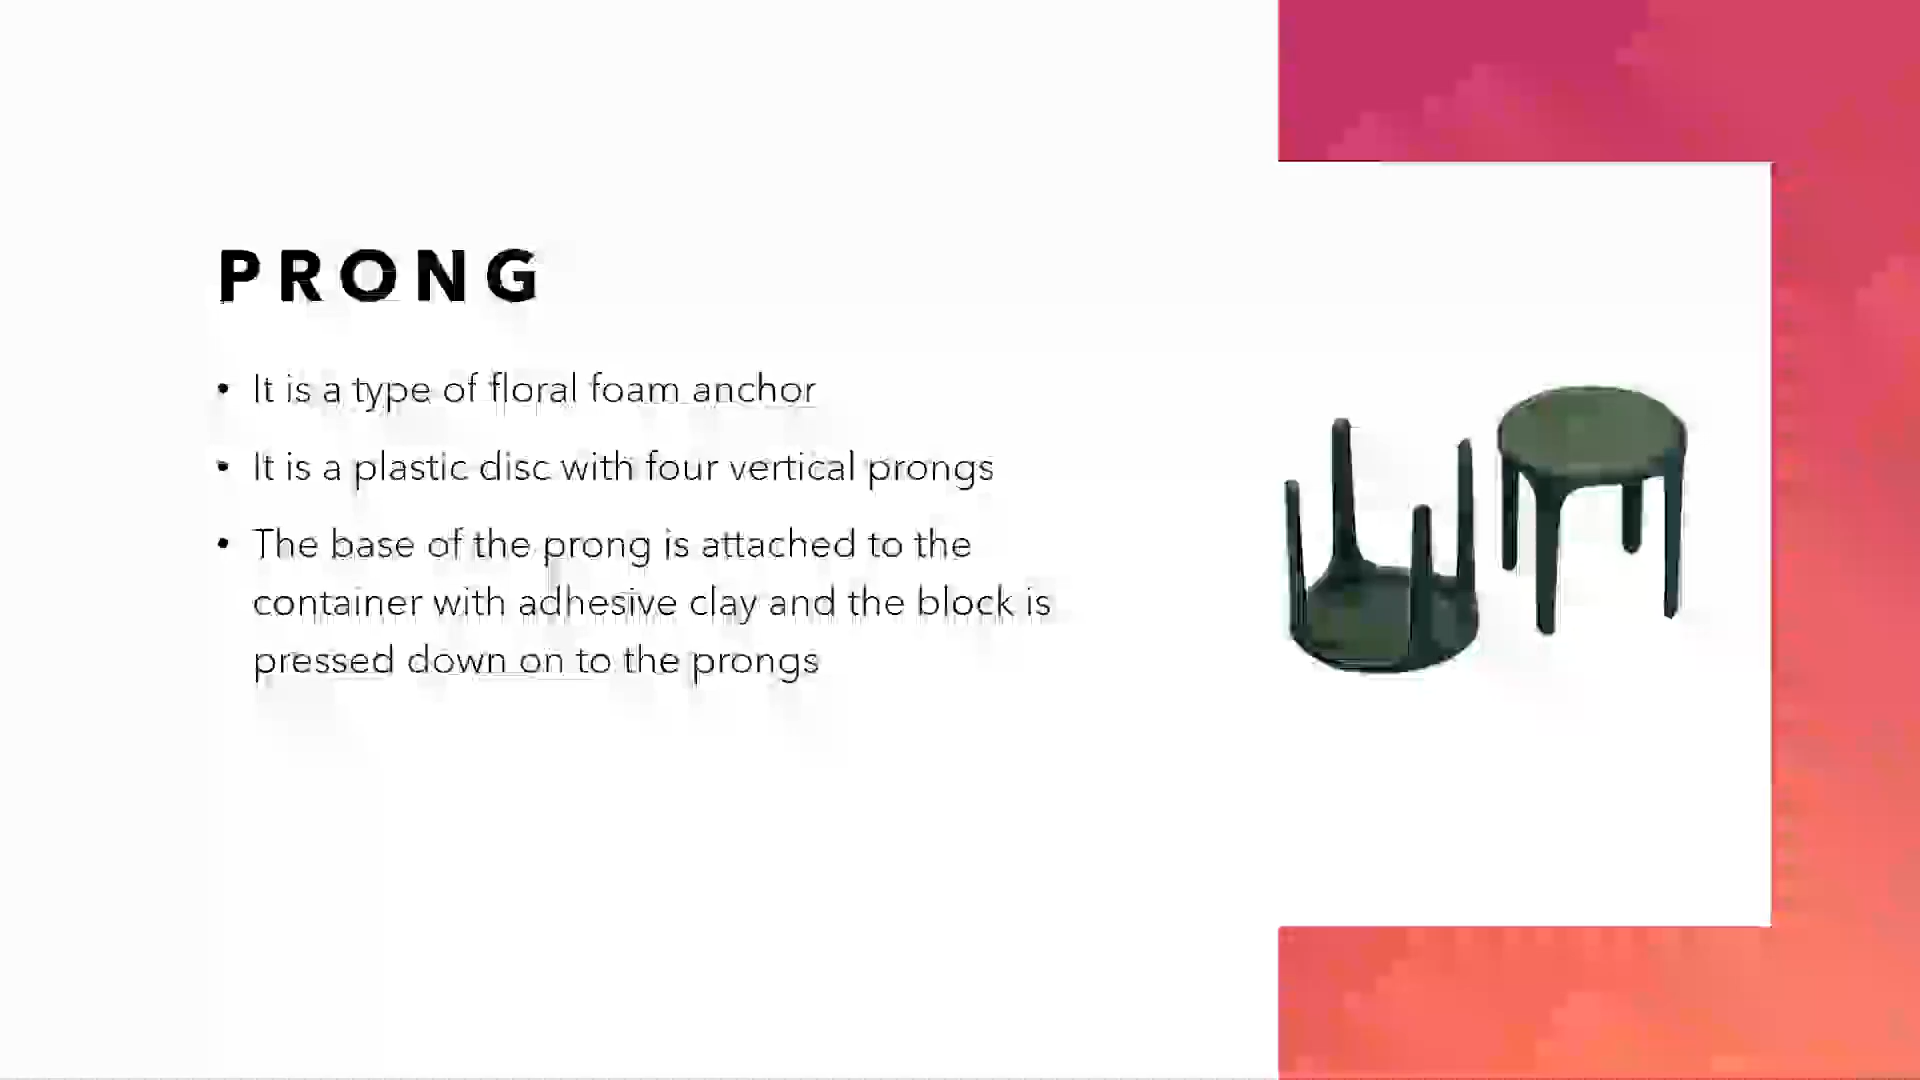 PRONG
• It is a type of floral foam anchor
• It is a plastic disc with four vertical prongs
• The base of the prong is attached to the
container with adhesive clay and the block is
pressed down on to the prongs